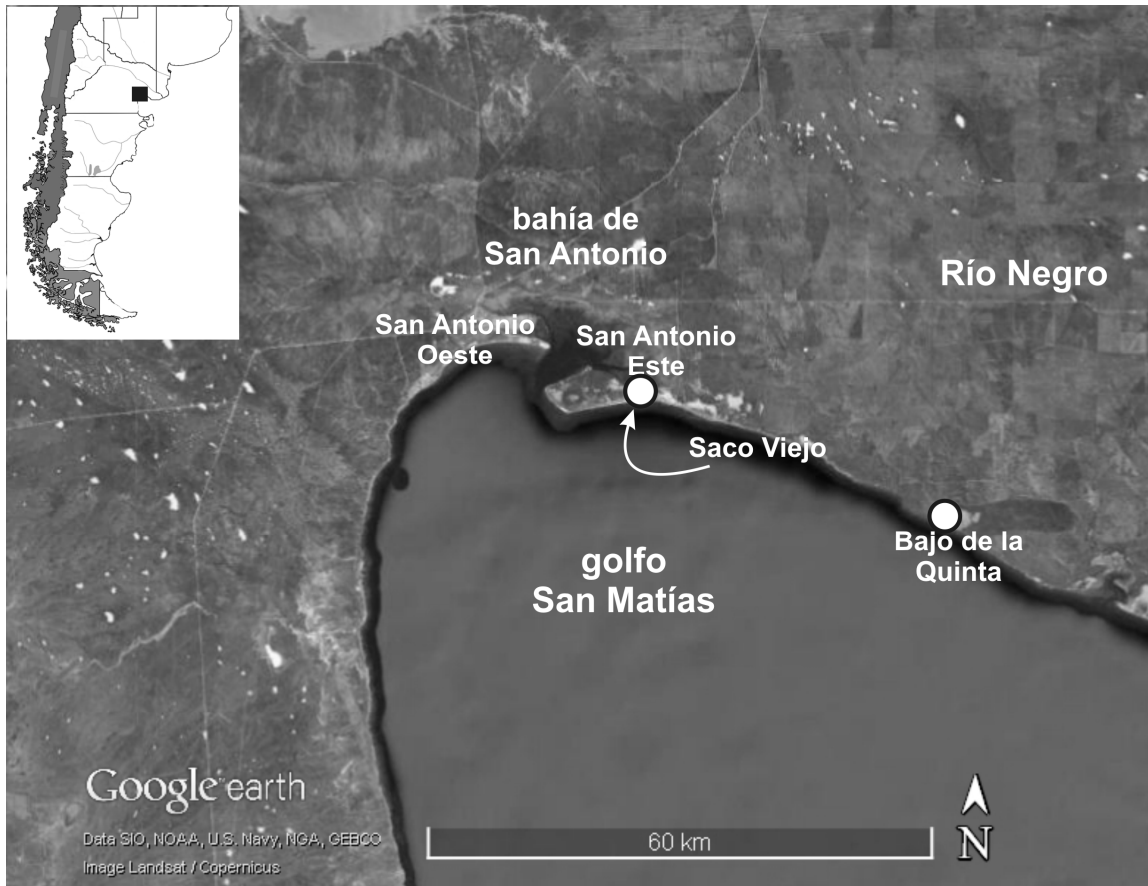 bahía de
San Antonio
Río Negro
San Antonio
Oeste
San Antonio
Este
Saco Viejo
Bajo de la
Quinta
golfo
San Matías
Google earth
Data SIO, NOAA, U.S. Navy, NGA, GEBCO
Image Landsat / Copernicus
60 km
N